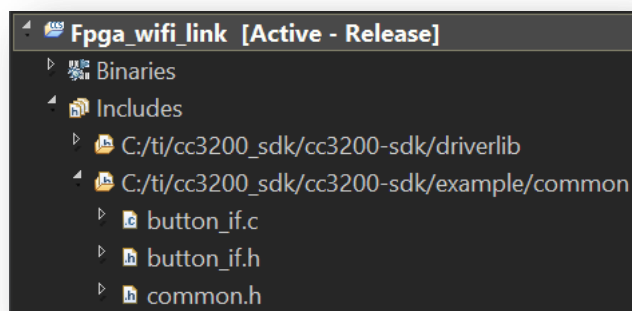 Fpga_wifi_link [Active - Release]
Binaries
Includes
C:/ti/cc3200_sdk/cc3200-sdk/driverlib
C:/ti/cc3200_sdk/cc3200-sdk/example/common
button_if.c
button_if.h
common.h